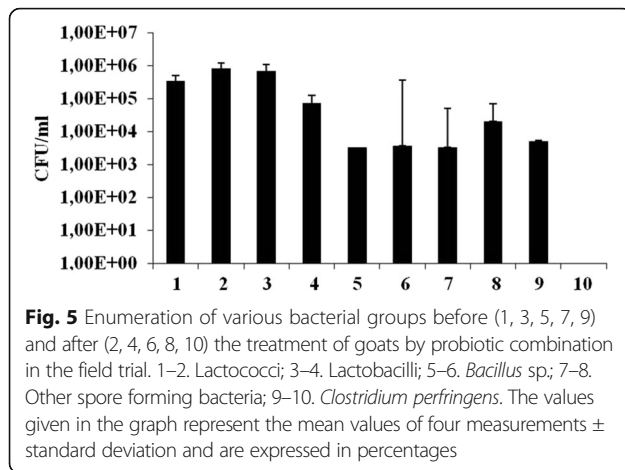 1,00E+07
1,00E+06
1,00E+05
1,00E+04
1,00E+03
1,00E+02
1,00E+01
1,00E+00
CFU/ml
1 2 3 4 5 6 7 8 9 10
Fig. 5 Enumeration of various bacterial groups before (1, 3, 5, 7, 9)
and after (2, 4, 6, 8, 10) the treatment of goats by probiotic combination
in the field trial. 1–2. Lactococci; 3–4. Lactobacilli; 5–6. Bacillus sp.; 7–8.
Other spore forming bacteria; 9–10. Clostridium perfringens. The values
given in the graph represent the mean values of four measurements ±
standard deviation and are expressed in percentages